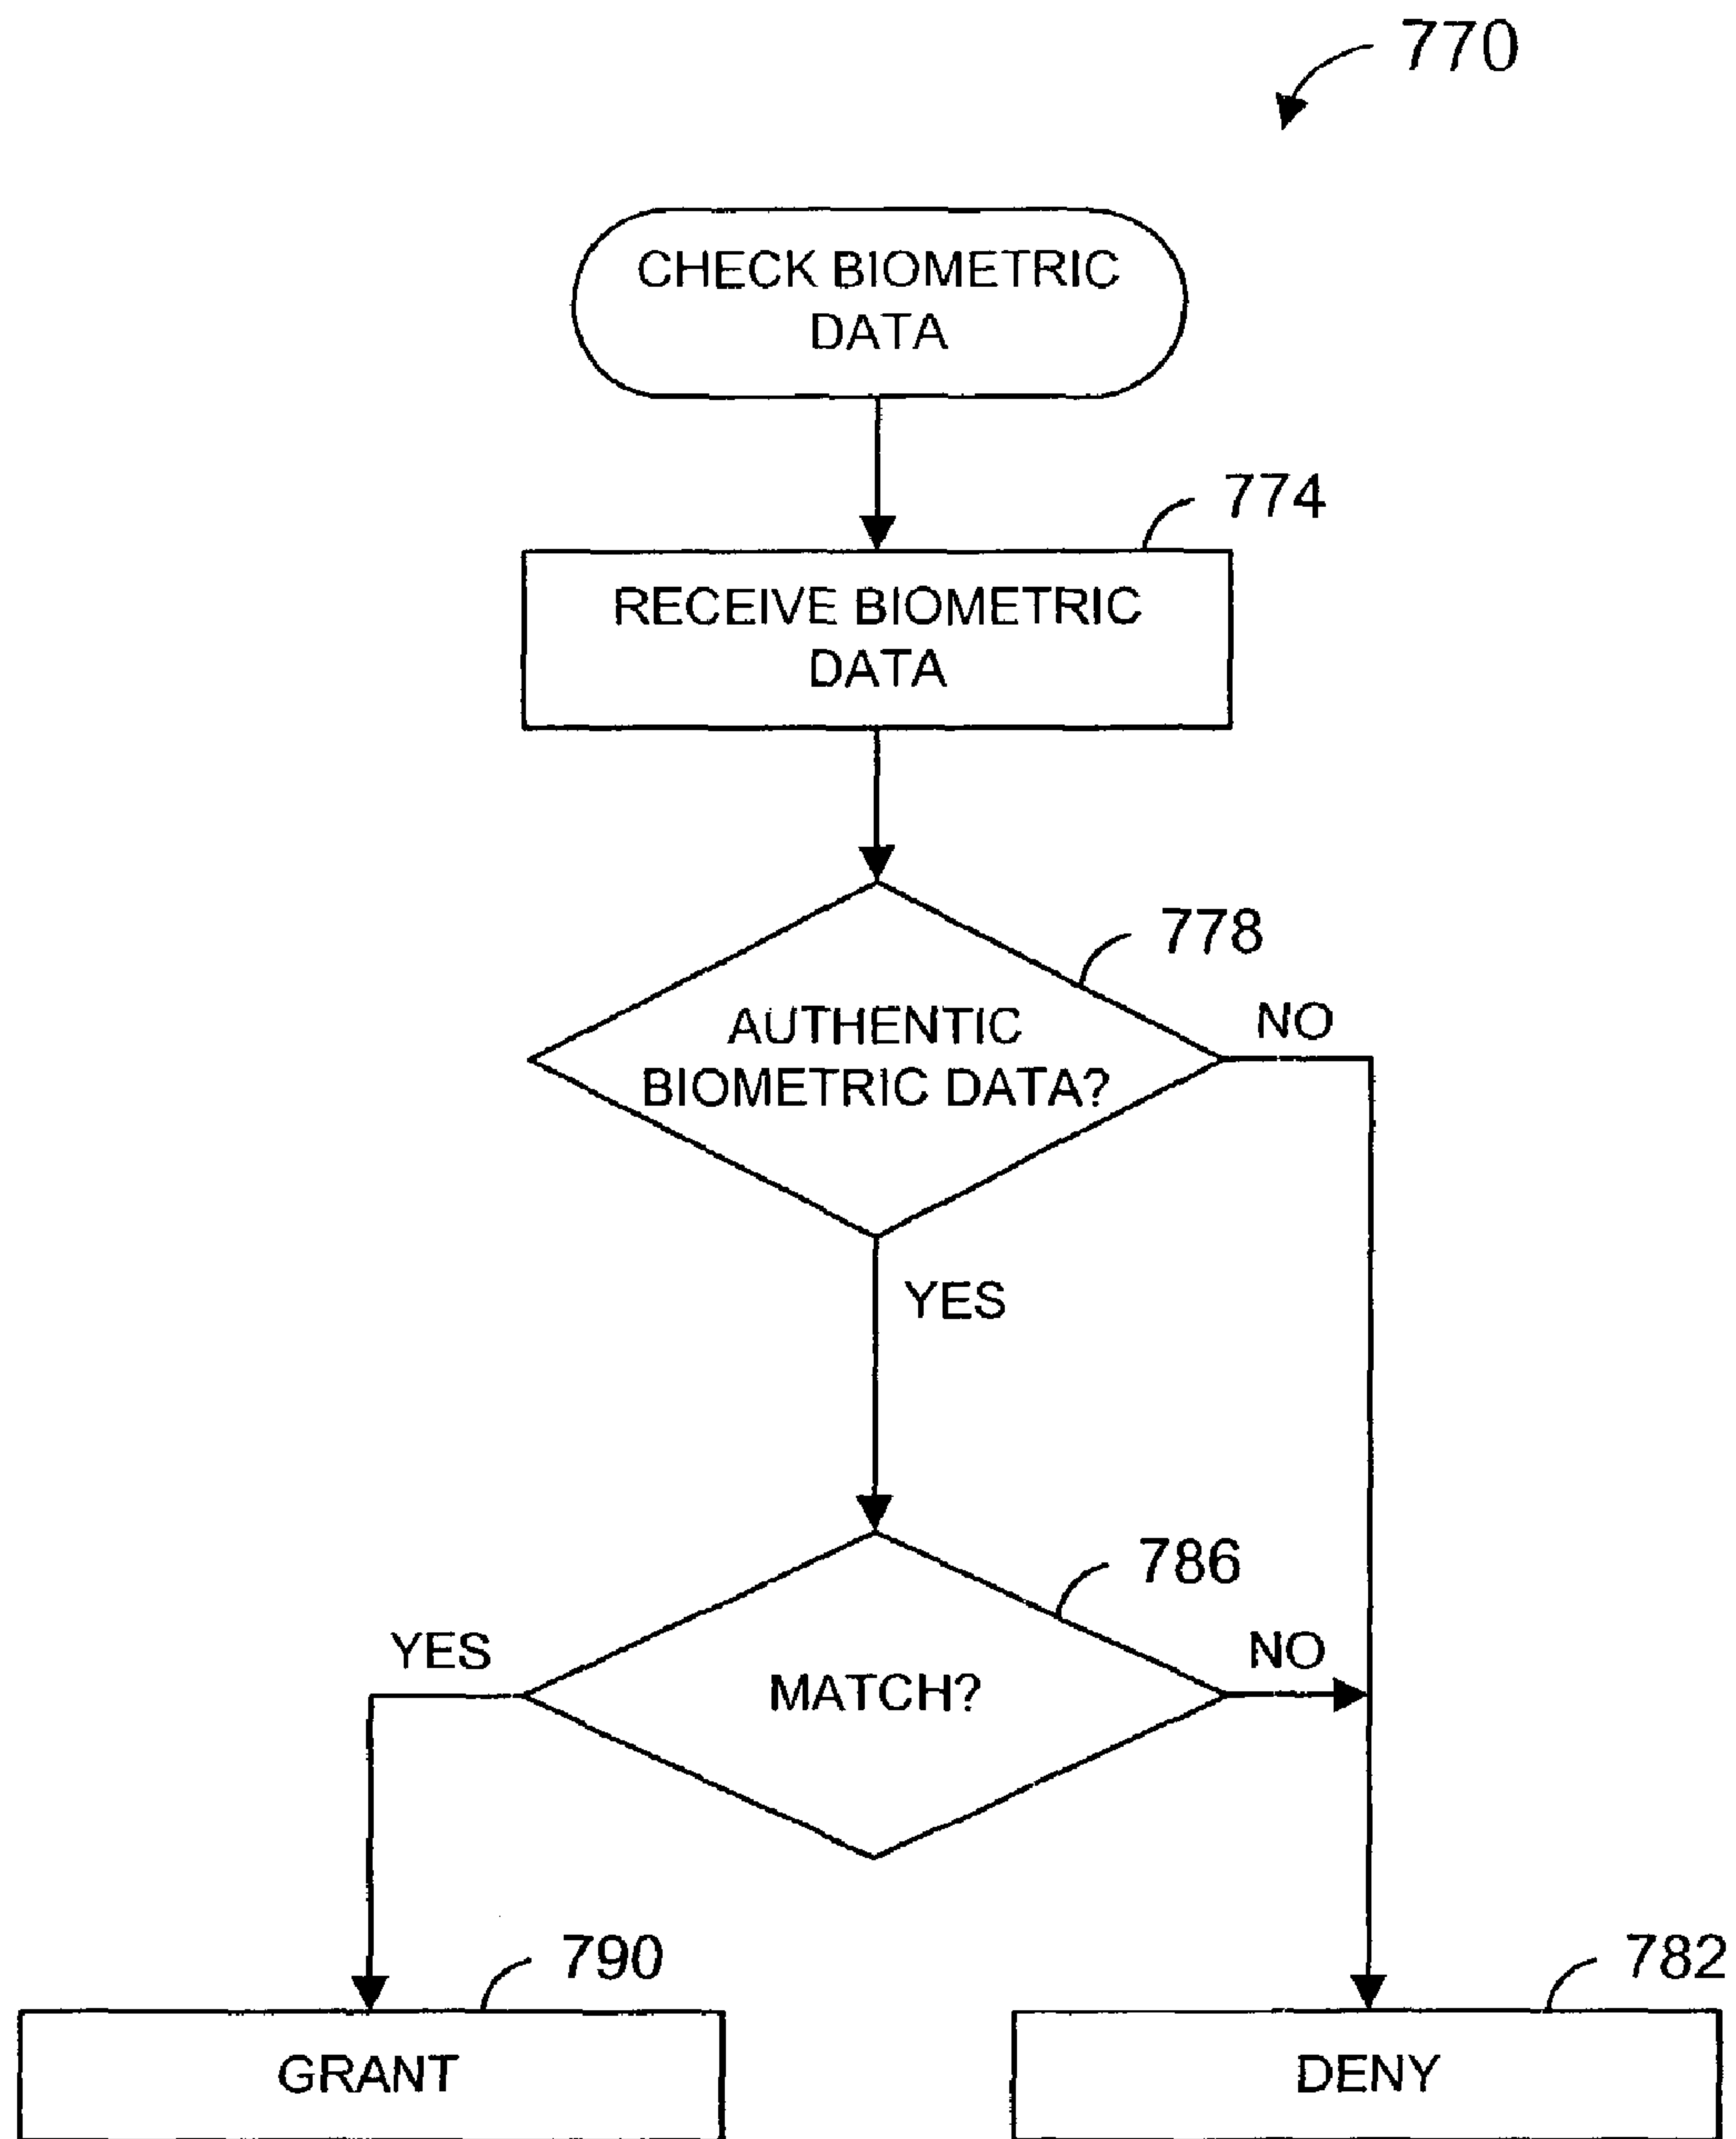 770
CHECK BIOMETRIC
DATA
774
RECEIVE BIOMETRIC
DATA
778
AUTHENTIC
BIOMETRIC DATA?
NO
YES
786
YES
MATCH?
NO
790
GRANT
782
DENY